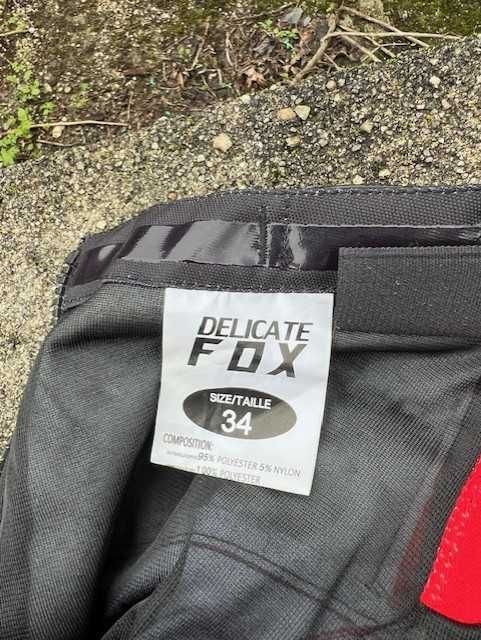 DELICATE
FOX
SIZE/TAILLE
34
COMPOSITION:
95% POLYESTER 5% NYLON
100% POLYESTER